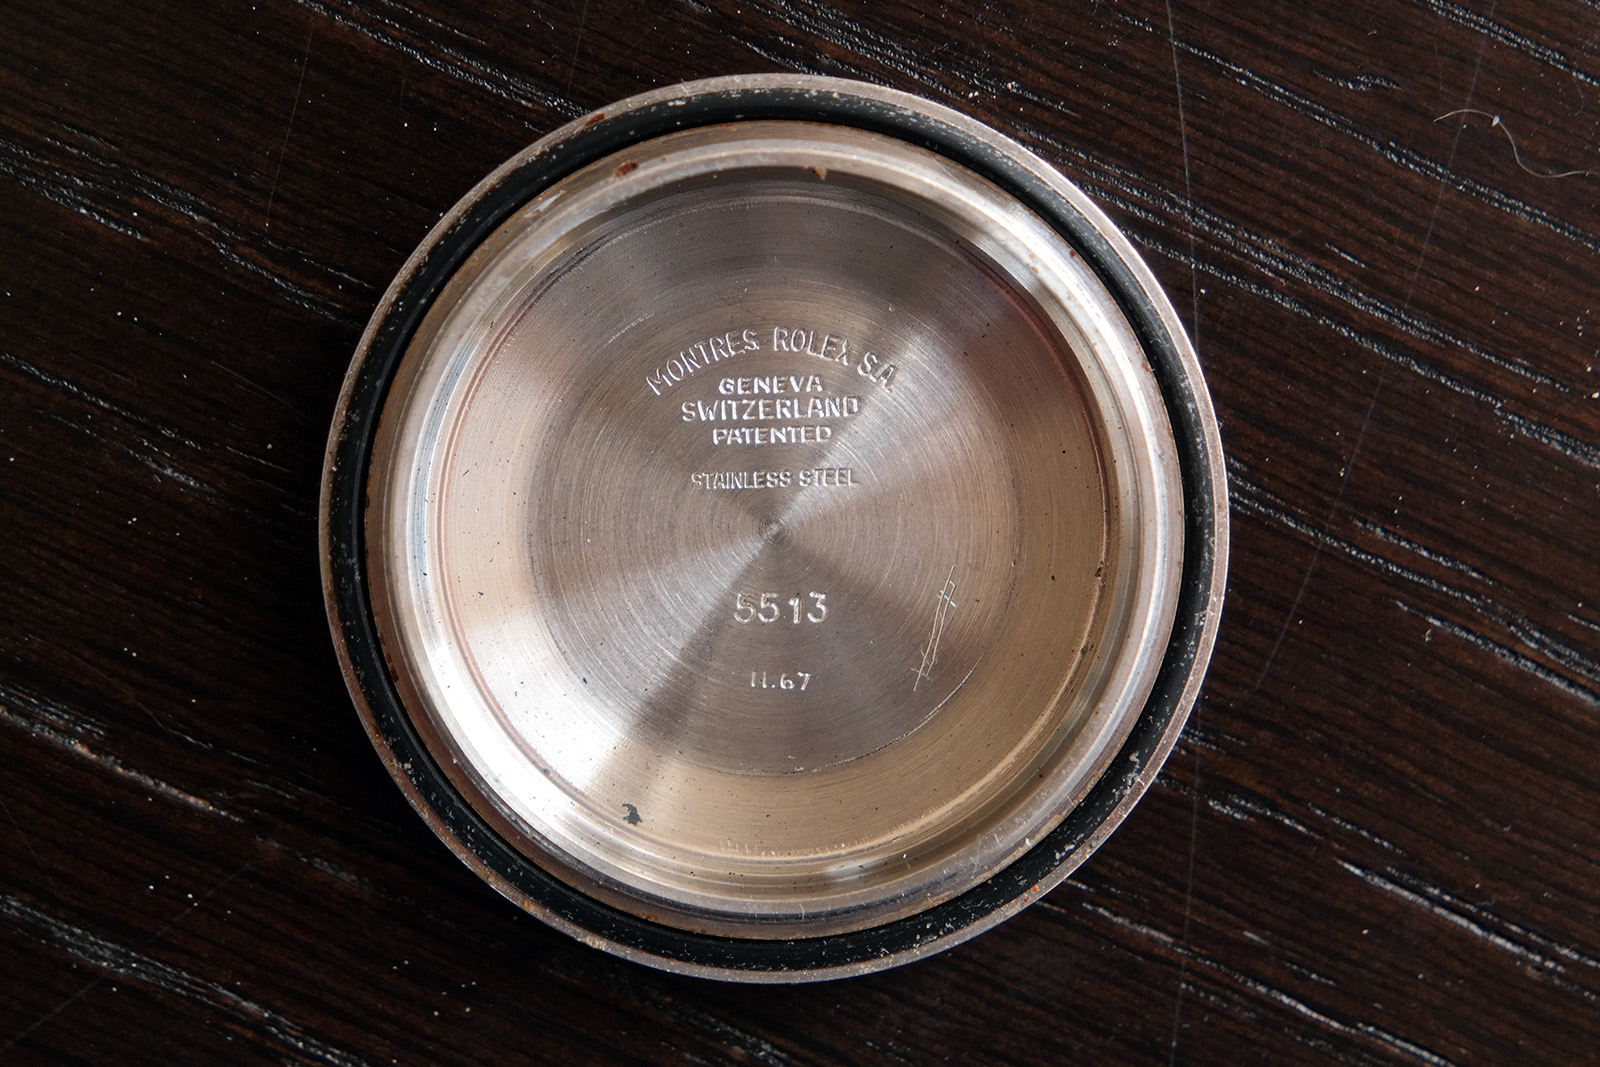 MONTRES ROLEX S.A.
GENEVA
SWITZERLAND
PATENTED
STAINLESS STEEL
5513
II.67